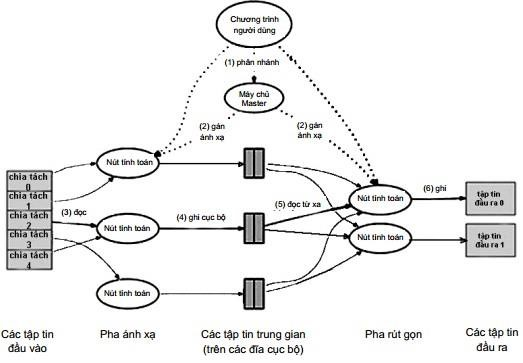 Chương trình
người dùng
(1) phân nhánh
Máy chủ
Master
(2) gán
ánh xạ
(2) gán
ánh xạ
chia tách
0
chia tách
1
chia tách
2
chia tách
3
chia tách
4
(3) đọc
Nút tính toán
Nút tính toán
Nút tính toán
(4) ghi cục bộ
(5) đọc từ xa
Nút tính toán
Nút tính toán
(6) ghi
tập tin
đầu ra 0
tập tin
đầu ra 1
Các tập tin
đầu vào
Pha ánh xạ
Các tập tin trung gian
(trên các đĩa cục bộ)
Pha rút gọn
Các tập tin
đầu ra